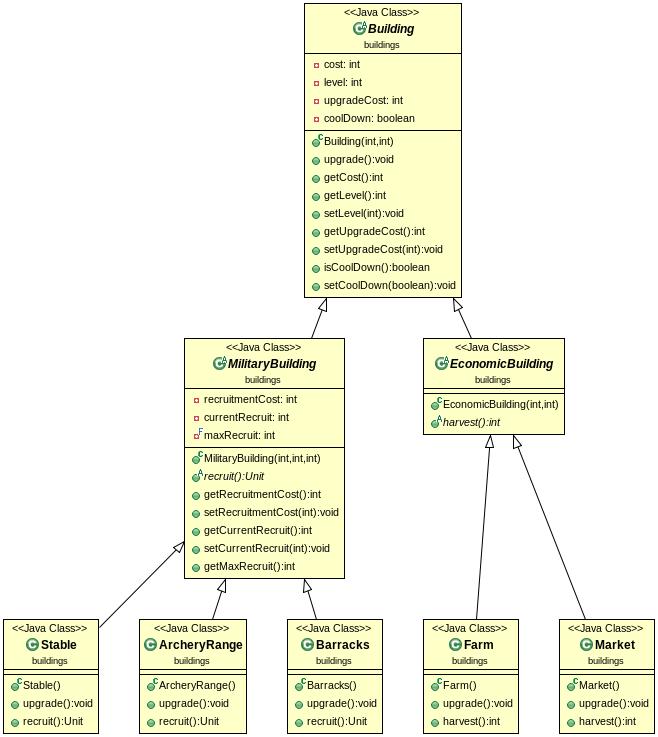 <<Java Class>>
Building
buildings
cost: int
level: int
upgradeCost: int
coolDown: boolean
Building(int,int)
upgrade():void
getCost():int
getLevel():int
setLevel(int):void
getUpgradeCost():int
setUpgradeCost(int):void
isCoolDown():boolean
setCoolDown(boolean):void
<<Java Class>>
MilitaryBuilding
buildings
recruitmentCost: int
currentRecruit: int
maxRecruit: int
MilitaryBuilding(int,int,int)
recruit():Unit
getRecruitmentCost():int
setRecruitmentCost(int):void
getCurrentRecruit():int
setCurrentRecruit(int):void
getMaxRecruit():int
<<Java Class>>
EconomicBuilding
buildings
EconomicBuilding(int,int)
harvest():int
<<Java Class>>
Stable
buildings
Stable()
upgrade():void
recruit():Unit
<<Java Class>>
ArcheryRange
buildings
ArcheryRange()
upgrade():void
recruit():Unit
<<Java Class>>
Barracks
buildings
Barracks()
upgrade():void
recruit():Unit
<<Java Class>>
Farm
buildings
Farm()
upgrade():void
harvest():int
<<Java Class>>
Market
buildings
Market()
upgrade():void
harvest():int